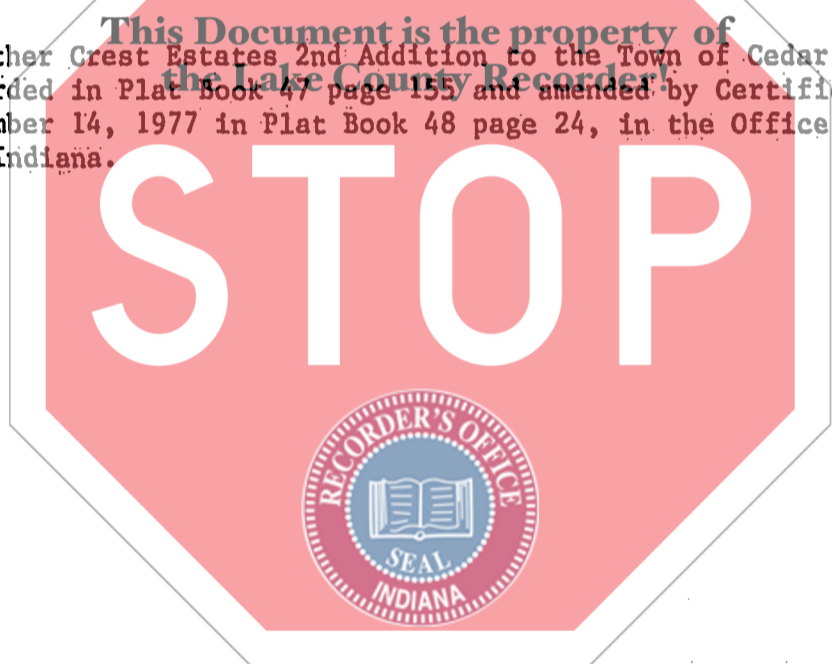 This Document is the property of
the Lake County Recorder!
ther Crest Estates 2nd Addition to the Town of Cedar
rded in Plat Book 47 page 155 and amended by Certifi
ber 14, 1977 in Plat Book 48 page 24, in the Office
Indiana.
STOP
RECORDER'S OFFICE
SEAL
INDIANA